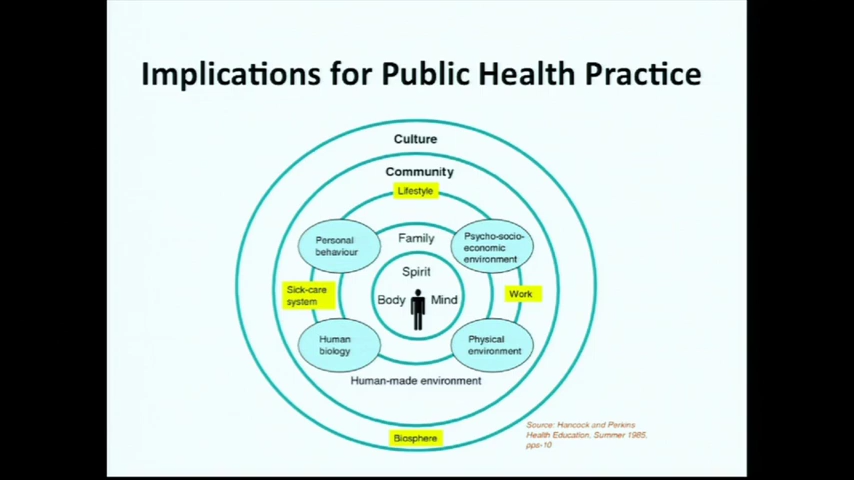 Implications for Public Health Practice
Culture
Community
Lifestyle
Personal
behaviour
Family
Psycho-socio-
economic
environment
Spirit
Sick-care
system
Body
Mind
Work
Human
biology
Physical
environment
Human-made environment
Biosphere
Source: Hancock and Perkins
Health Education, Summer 1985,
pps-10